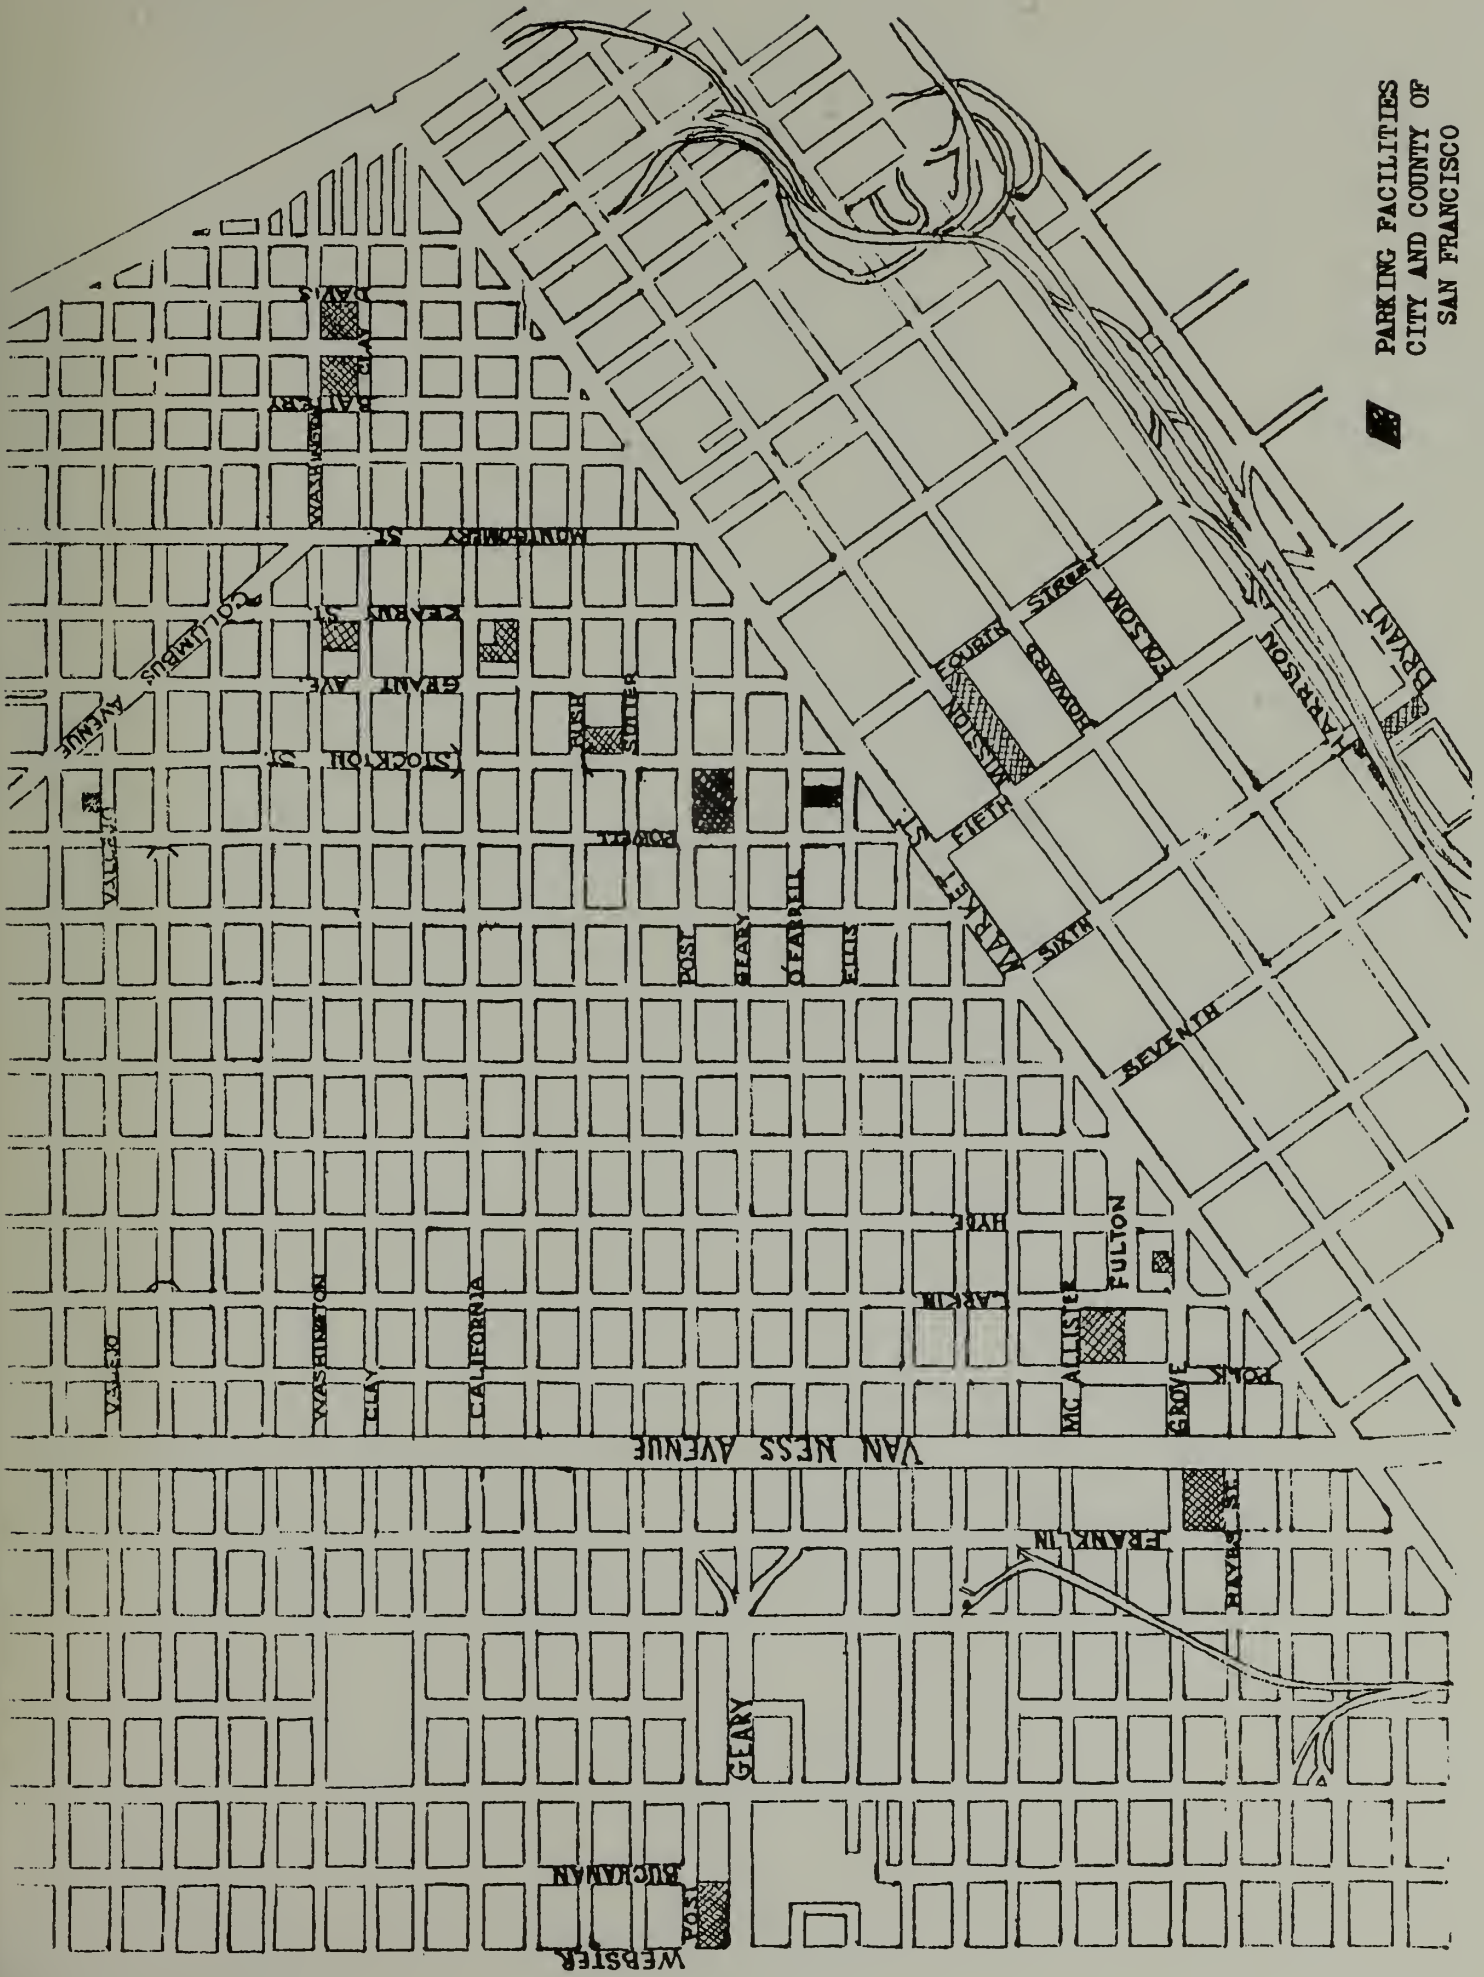 PARKING FACILITIES
CITY AND COUNTY OF
SAN FRANCISCO
DAVIS
CLAY
BATTERY
WASHINGTON
MONTGOMERY ST
COLUMBUS AVENUE
KEARNY ST
GRANT AVE.
STOCKTON ST
BUSH
SUTTER
VALLEJO
POWELL
POST
GEARY
O'FARRELL
ELLIS
MARKET ST.
FOURTH STREET
MISSION
HOWARD
FOLSOM
HARRISON
BRYANT
FIFTH
SIXTH
SEVENTH
HYDE
FULTON
LARKIN
MC ALLISTER
GROVE
POLK
VALEJO
WASHINGTON
CLAY
CALIFORNIA
VAN NESS AVENUE
FRANKLIN
HAYES ST.
GEARY
BUCHANAN
POST
WEBSTER